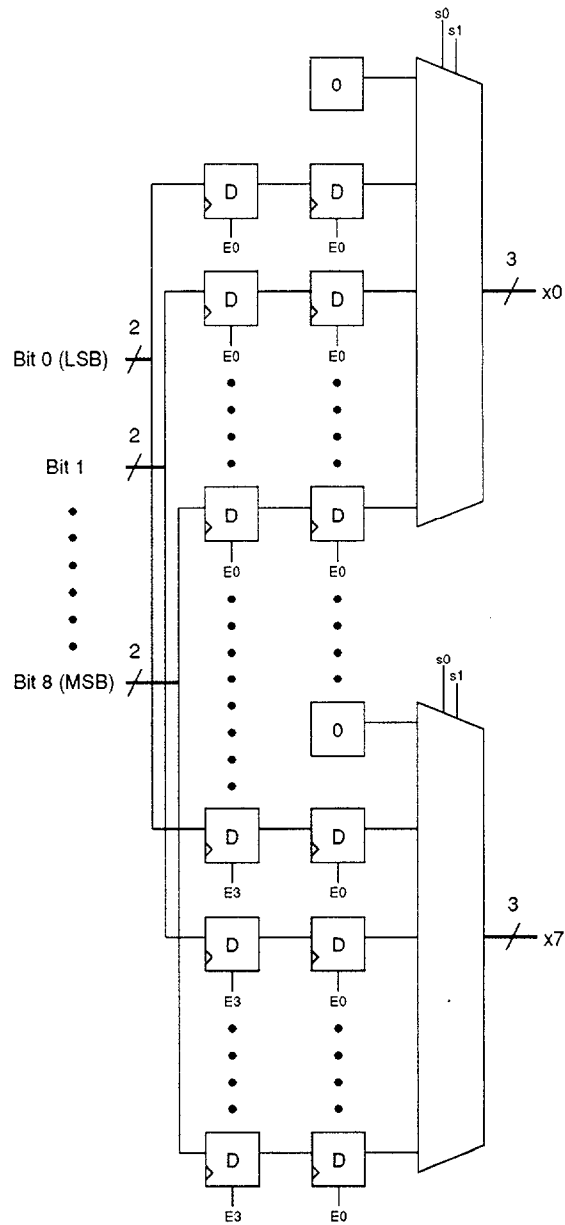 s0
s1
0
D D
E0 E0
3
D D
x0
2
E0 E0
Bit 0 (LSB)
2
Bit 1
D D
E0 E0
2
s0
Bit 8 (MSB)
s1
0
D D
E3 E0
3
D D
x7
E3 E0
D D
E3 E0